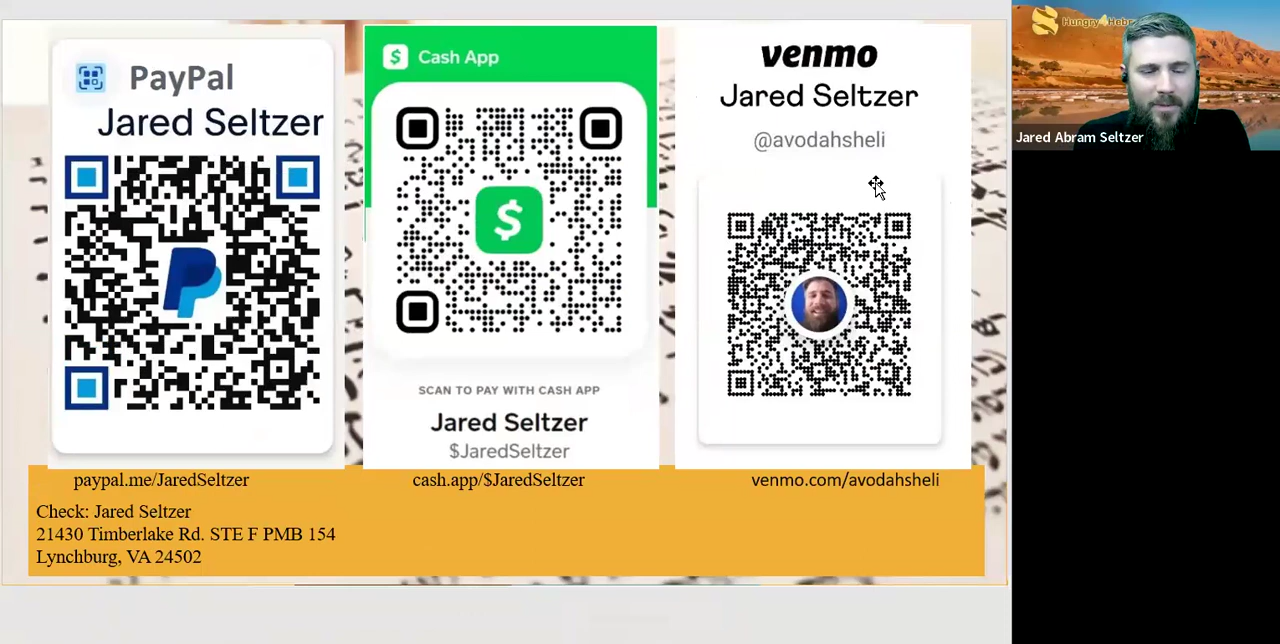 PayPal
Jared Seltzer
paypal.me/JaredSeltzer
Cash App
SCAN TO PAY WITH CASH APP
Jared Seltzer
$JaredSeltzer
cash.app/$JaredSeltzer
venmo
Jared Seltzer
@avodahsheli
venmo.com/avodahsheli
Check: Jared Seltzer
21430 Timberlake Rd. STE F PMB 154
Lynchburg, VA 24502
Jared Abram Seltzer